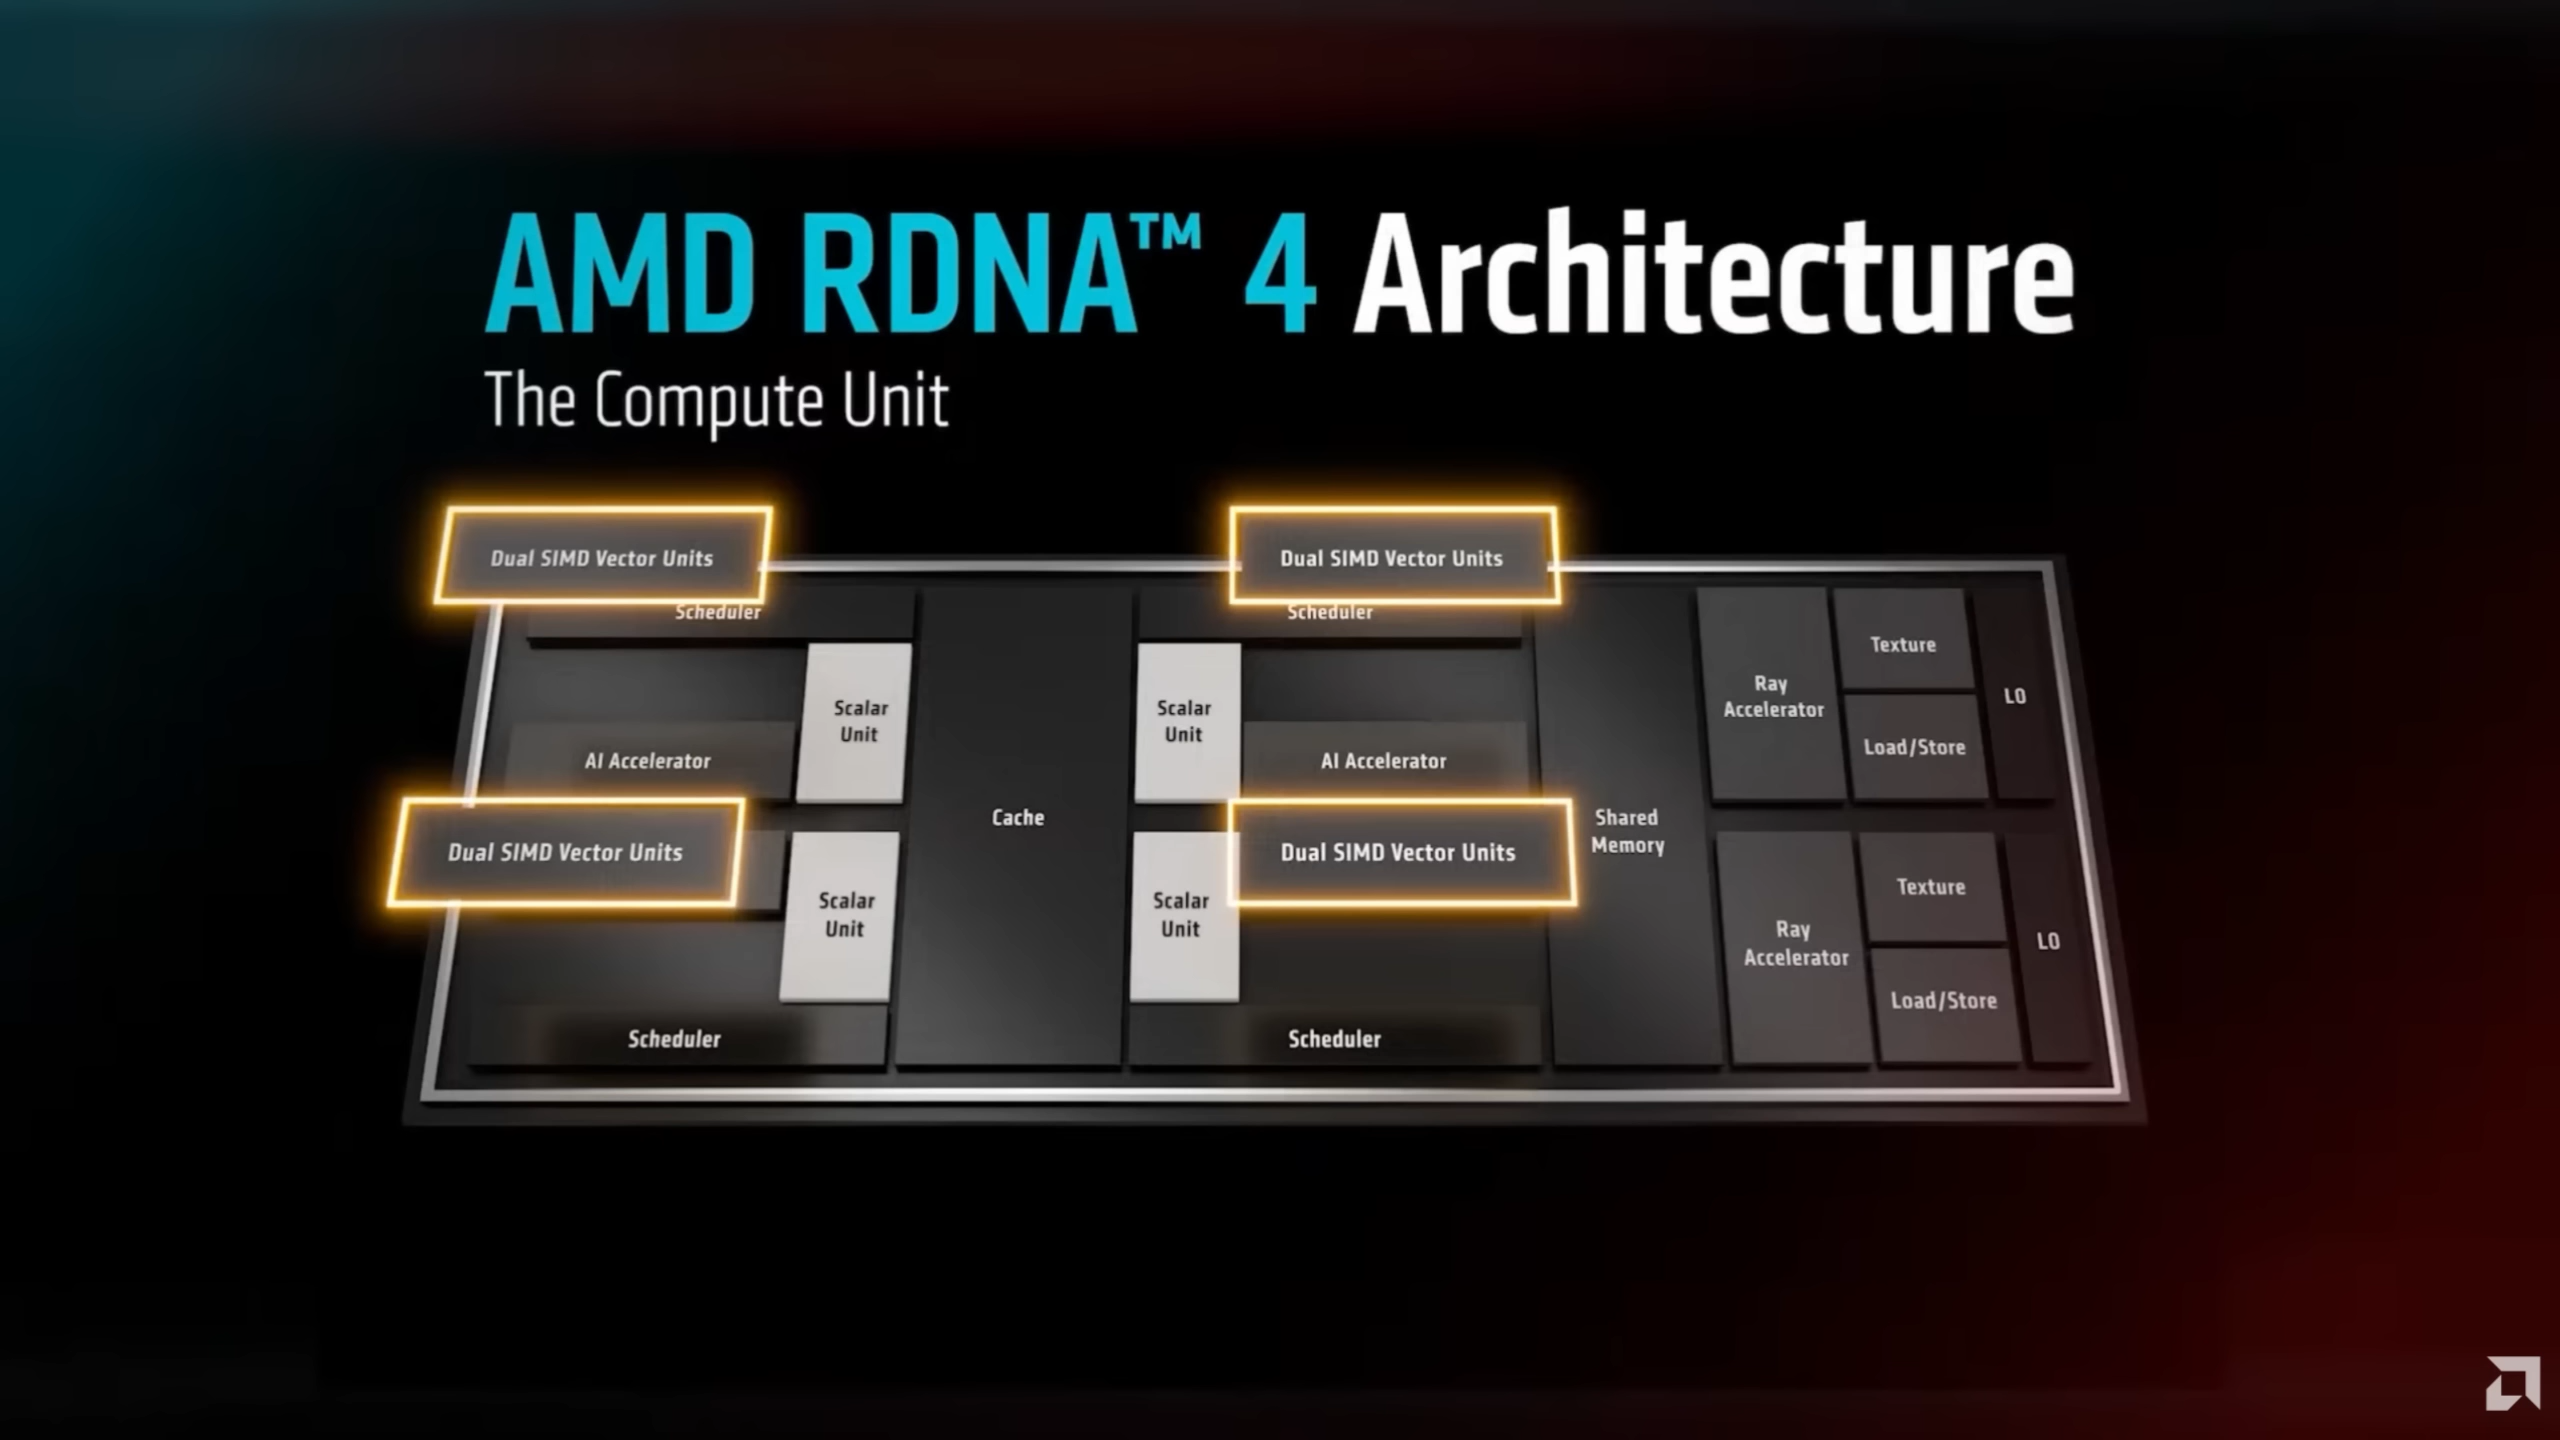 AMD RDNA™ 4 Architecture
The Compute Unit
Dual SIMD Vector Units
Dual SIMD Vector Units
Scheduler
Scheduler
Scalar
Unit
Scalar
Unit
AI Accelerator
AI Accelerator
Ray
Accelerator
Texture
Load/Store
L0
Cache
Shared
Memory
Dual SIMD Vector Units
Dual SIMD Vector Units
Scalar
Unit
Scalar
Unit
Ray
Accelerator
Texture
Load/Store
L0
Scheduler
Scheduler